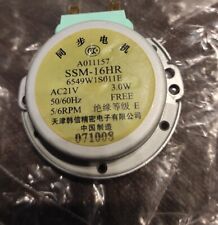 同步电机
A011157
SSM-16HR
6549W1S011E
AC21V 3.0W
50/60Hz FREE
5/6RPM 绝缘等级 E
天津韩信精密电子有限公司
中国制造
071003